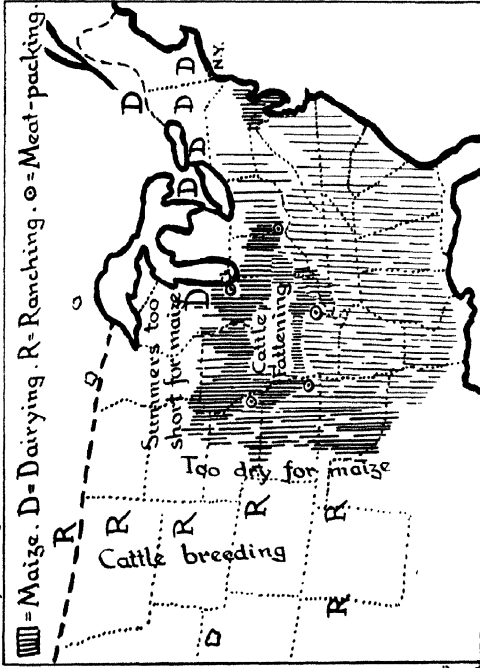 = Maize. D = Dairying. R = Ranching. ⊙ = Meat-packing.
D
D
N.Y.
D
D
D
D
Summers too
short for maize
Cattle
Fattening
Too dry for maize
R
R
R
R
R
R
Cattle breeding